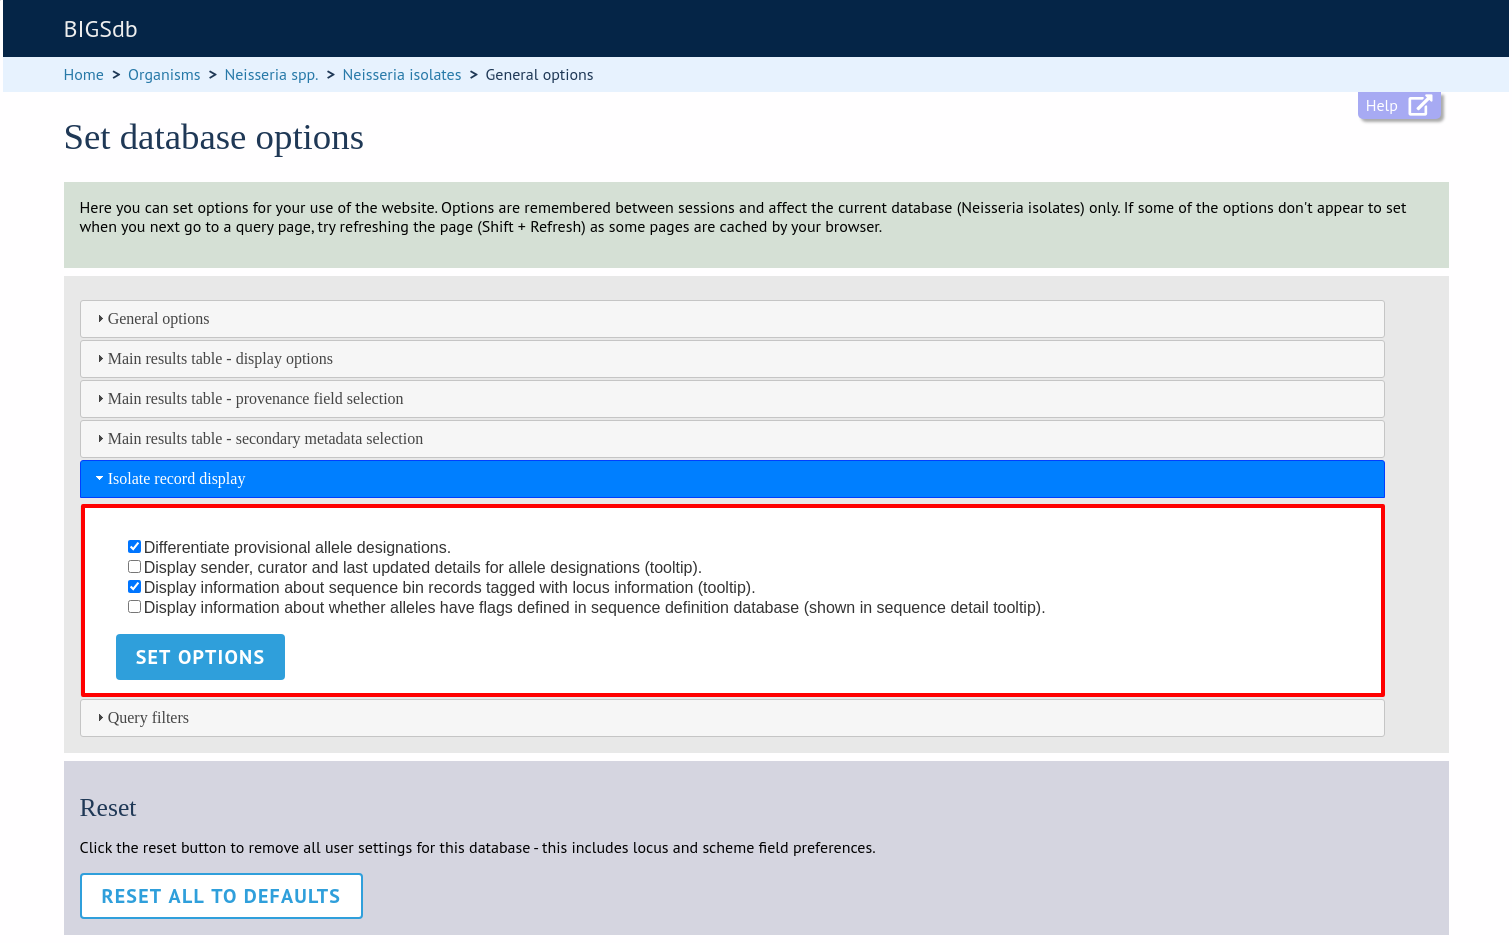 BIGSdb
Home > Organisms > Neisseria spp. > Neisseria isolates > General options
Help
Set database options
Here you can set options for your use of the website. Options are remembered between sessions and affect the current database (Neisseria isolates) only. If some of the options don't appear to set
when you next go to a query page, try refreshing the page (Shift + Refresh) as some pages are cached by your browser.
General options
Main results table - display options
Main results table - provenance field selection
Main results table - secondary metadata selection
Isolate record display
Differentiate provisional allele designations.
Display sender, curator and last updated details for allele designations (tooltip).
Display information about sequence bin records tagged with locus information (tooltip).
Display information about whether alleles have flags defined in sequence definition database (shown in sequence detail tooltip).
SET OPTIONS
Query filters
Reset
Click the reset button to remove all user settings for this database - this includes locus and scheme field preferences.
RESET ALL TO DEFAULTS